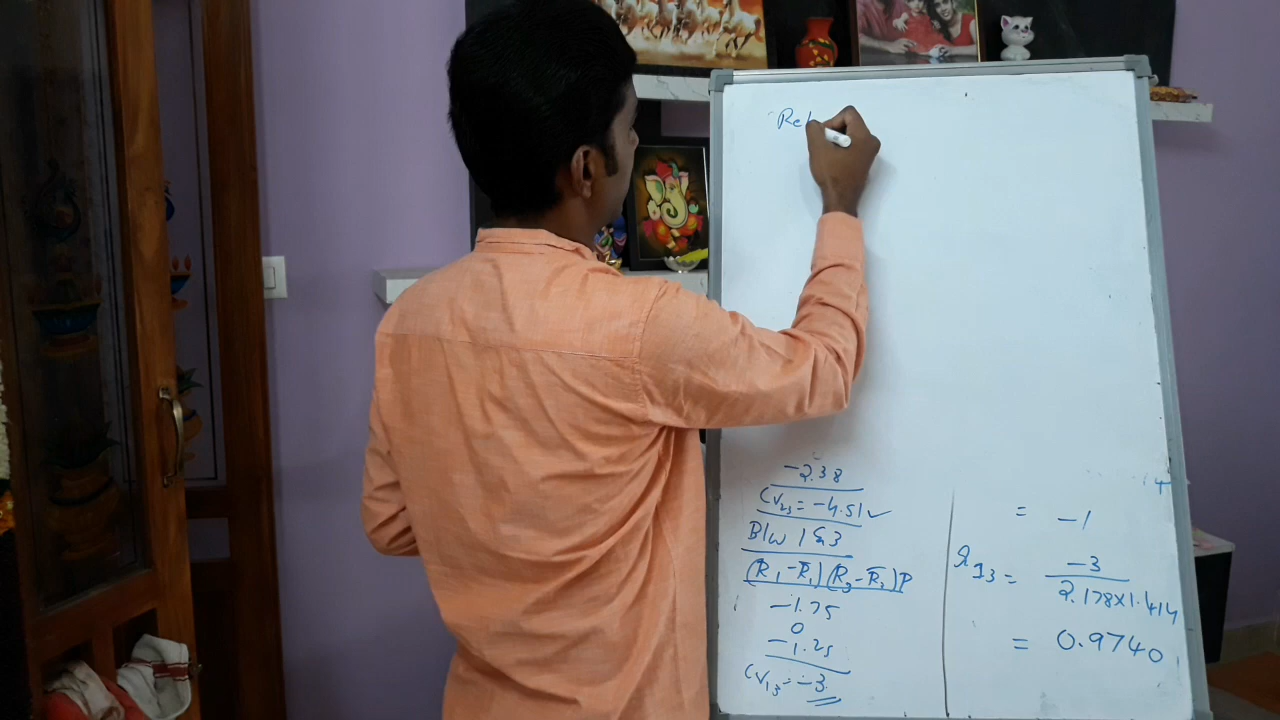 Ret
-2.38
CV₂₃ = -4.51 ✓
B/w 1 & 3
(R₁ - R̄₁) (R₃ - R̄₃) P
-1.75
0
-1.25
CV₁₃ = -3
= -1
r₁₃ = -3
2.178 x 1.414
= 0.9740